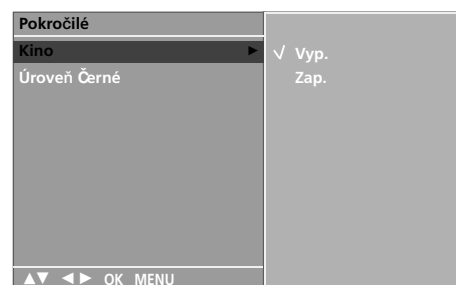 Pokročilé
Kino ► √ Vyp.
Úroveň Černé Zap.
▲▼ ◄► OK MENU